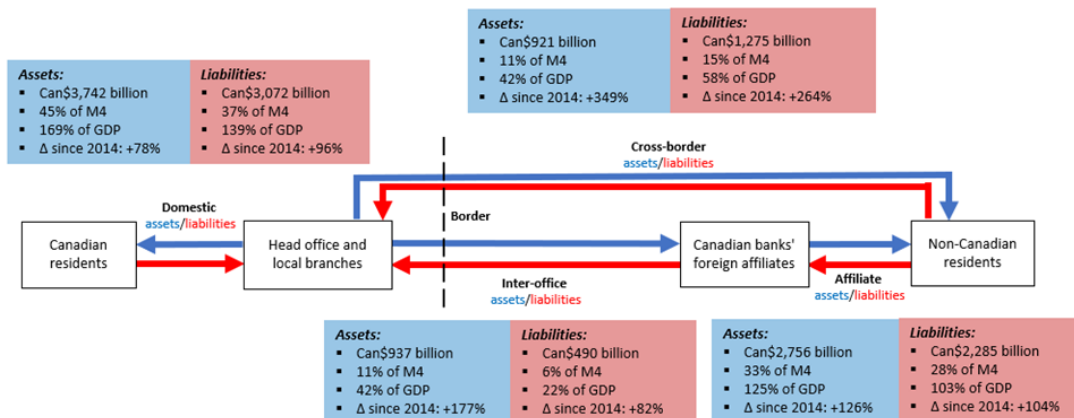 Assets:
▪ Can$921 billion
▪ 11% of M4
▪ 42% of GDP
▪ Δ since 2014: +349%
Liabilities:
▪ Can$1,275 billion
▪ 15% of M4
▪ 58% of GDP
▪ Δ since 2014: +264%
Assets:
▪ Can$3,742 billion
▪ 45% of M4
▪ 169% of GDP
▪ Δ since 2014: +78%
Liabilities:
▪ Can$3,072 billion
▪ 37% of M4
▪ 139% of GDP
▪ Δ since 2014: +96%
Cross-border
assets/liabilities
Domestic
assets/liabilities
Border
Canadian
residents
Head office and
local branches
Canadian banks'
foreign affiliates
Non-Canadian
residents
Inter-office
assets/liabilities
Affiliate
assets/liabilities
Assets:
▪ Can$937 billion
▪ 11% of M4
▪ 42% of GDP
▪ Δ since 2014: +177%
Liabilities:
▪ Can$490 billion
▪ 6% of M4
▪ 22% of GDP
▪ Δ since 2014: +82%
Assets:
▪ Can$2,756 billion
▪ 33% of M4
▪ 125% of GDP
▪ Δ since 2014: +126%
Liabilities:
▪ Can$2,285 billion
▪ 28% of M4
▪ 103% of GDP
▪ Δ since 2014: +104%